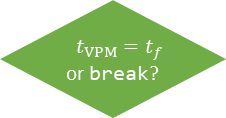 t_VPM = t_f
or break?